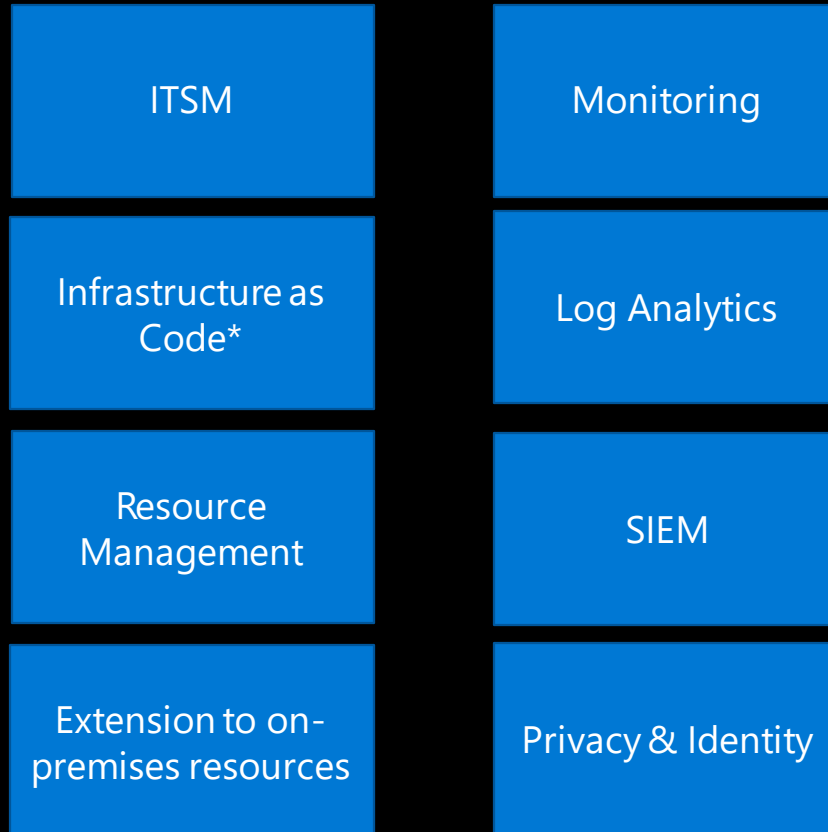 ITSM
Monitoring
Infrastructure as
Code*
Log Analytics
Resource
Management
SIEM
Extension to on-
premises resources
Privacy & Identity